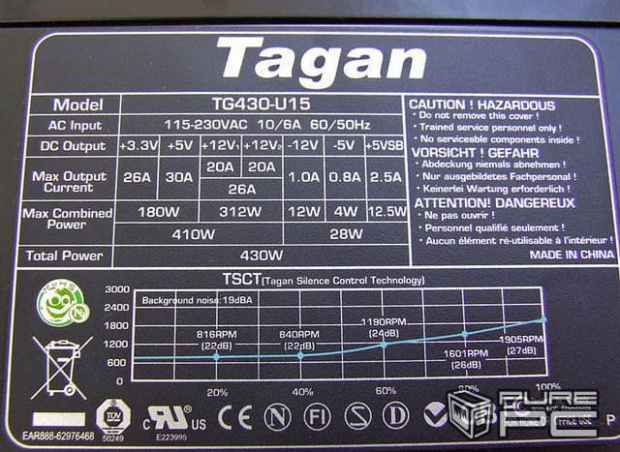 Tagan
Model TG430-U15
AC Input 115-230VAC 10/6A 60/50Hz
DC Output +3.3V +5V +12V1 +12V2 -12V -5V +5VSB
Max Output Current 26A 30A 20A 20A 26A 1.0A 0.8A 2.5A
Max Combined Power 180W 312W 12W 4W 12.5W
410W 28W
Total Power 430W
CAUTION ! HAZARDOUS
· Do not remove this cover !
· Trained service personnel only !
· No serviceable components inside !
VORSICHT ! GEFAHR
· Abdeckung niemals abnehmen !
· Nur ausgebildetes Fachpersonal !
· Keinerlei Wartung erforderlich !
ATTENTION! DANGEREUX
· Ne pas ouvrir !
· Personnel qualifié seulement !
· Aucun élément ré-utilisable à l'intérieur !
MADE IN CHINA
TSCT(Tagan Silence Control Technology)
Background noise:19dBA
3000
2400
1800
1200
600
0
816RPM
(22dB)
840RPM
(22dB)
1190RPM
(24dB)
1601RPM
(26dB)
1905RPM
(27dB)
20% 40% 60% 80% 100%
EAR888-62976468
TÜV
50249
C UL US
E223995
CE N FI S D
PURE
PC
P